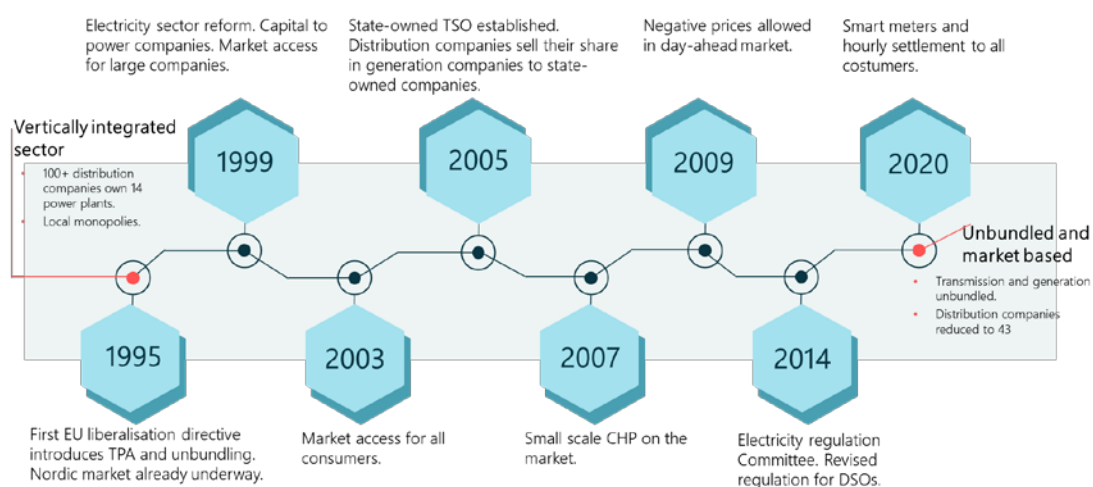 Electricity sector reform. Capital to
power companies. Market access
for large companies.
State-owned TSO established.
Distribution companies sell their share
in generation companies to state-
owned companies.
Negative prices allowed
in day-ahead market.
Smart meters and
hourly settlement to all
costumers.
Vertically integrated
sector
• 100+ distribution
companies own 14
power plants.
• Local monopolies.
1999
2005
2009
2020
Unbundled and
market based
• Transmission and generation
unbundled.
• Distribution companies
reduced to 43
1995
2003
2007
2014
First EU liberalisation directive
introduces TPA and unbundling.
Nordic market already underway.
Market access for all
consumers.
Small scale CHP on the
market.
Electricity regulation
Committee. Revised
regulation for DSOs.